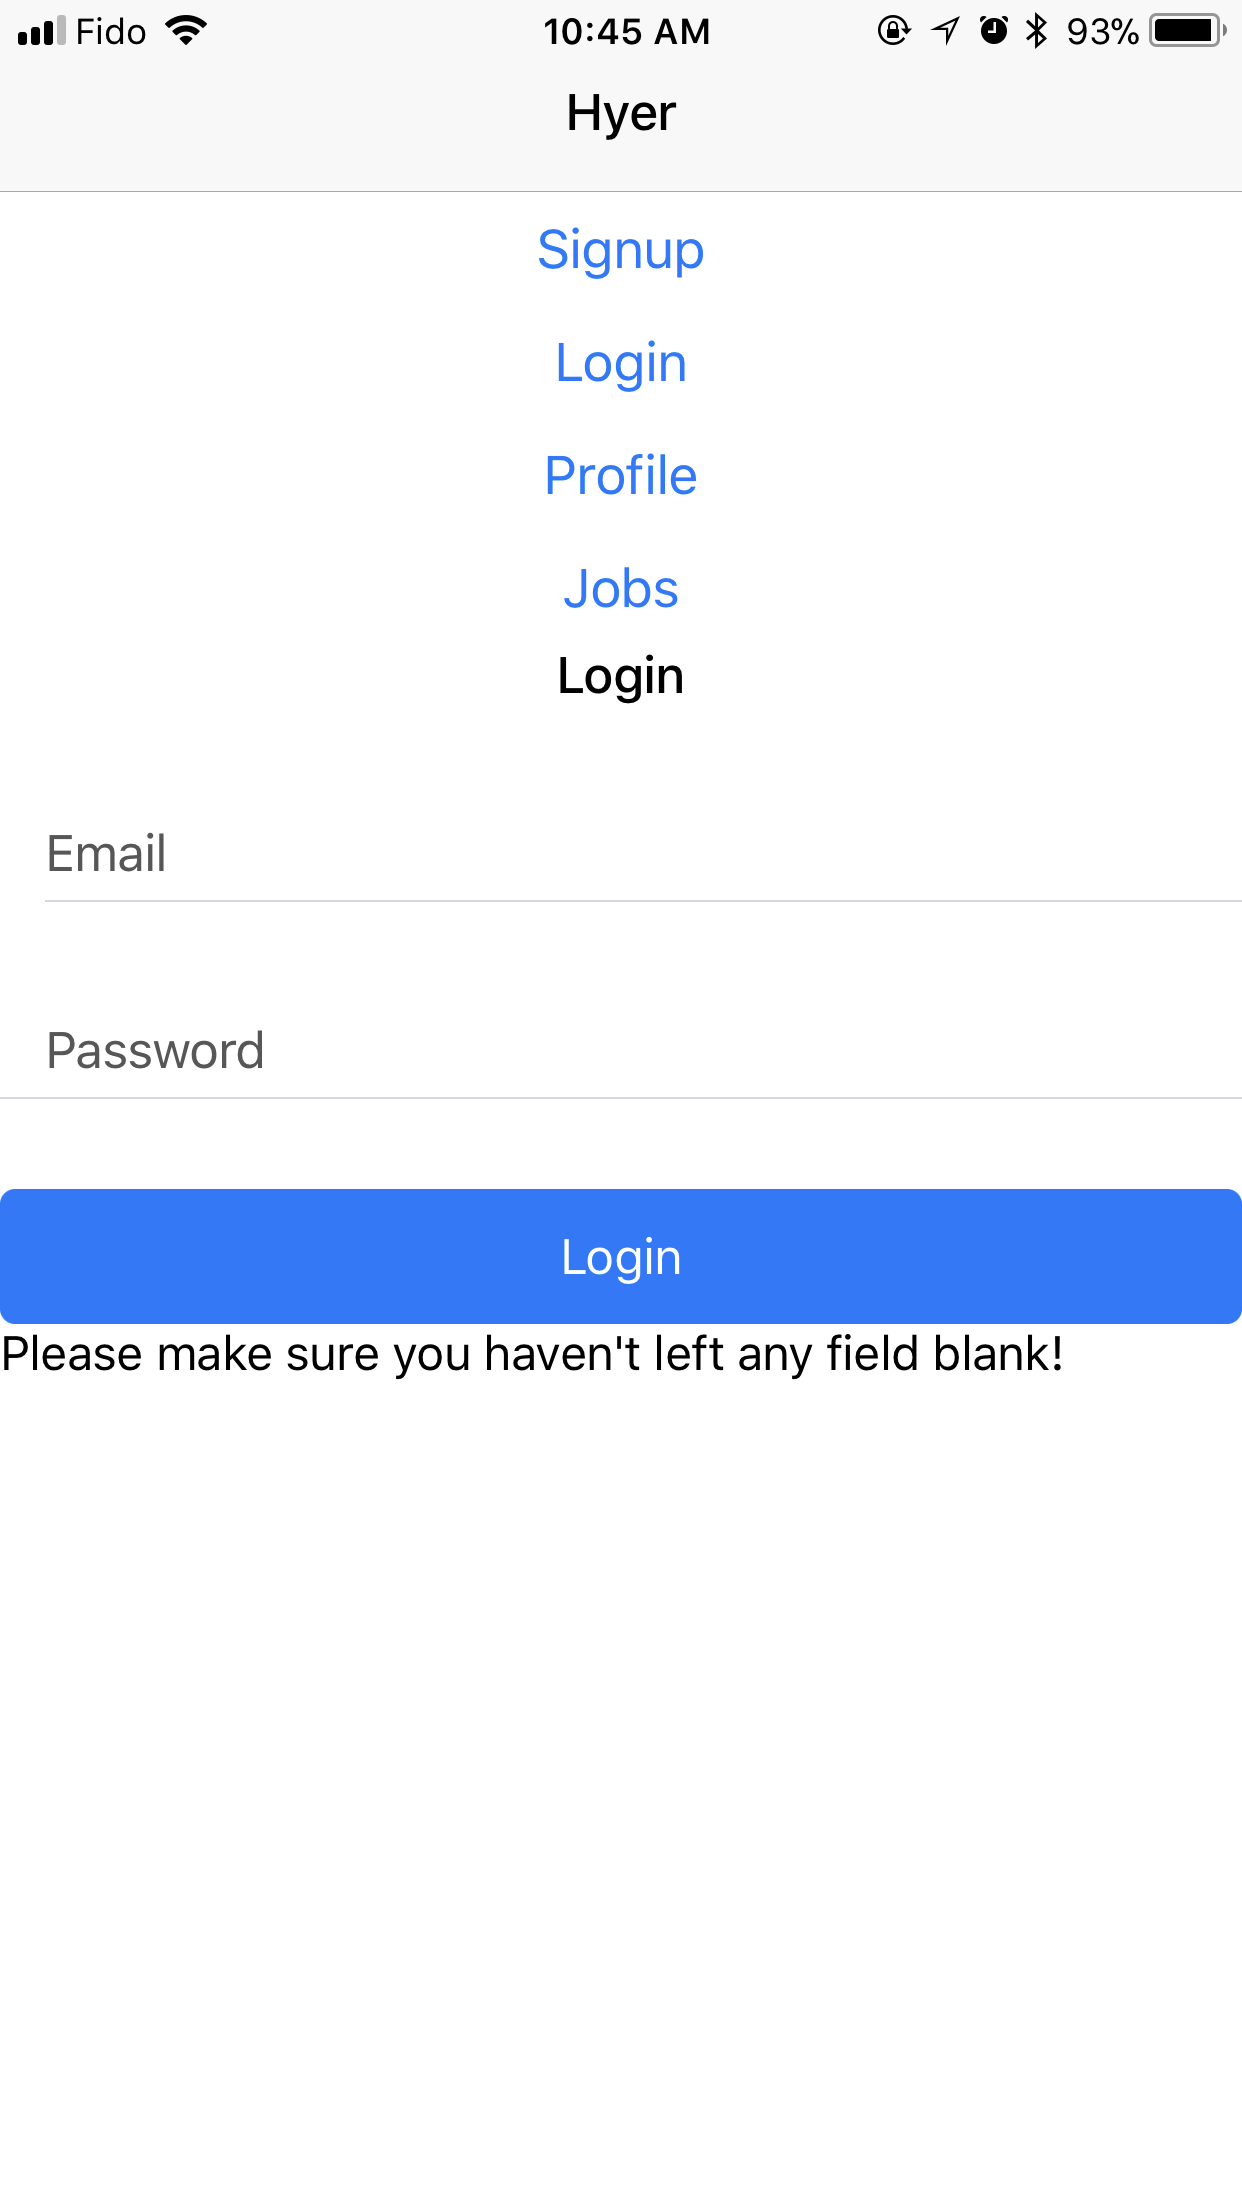 Fido 10:45 AM 93%
Hyer
Signup
Login
Profile
Jobs
Login
Email
Password
Login
Please make sure you haven't left any field blank!